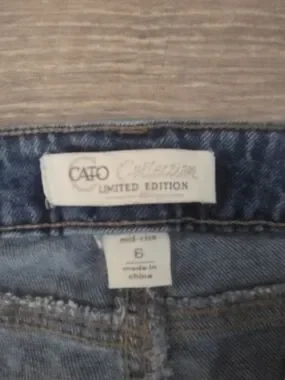 CATO Collection
LIMITED EDITION
mid-rise
6
made in
china